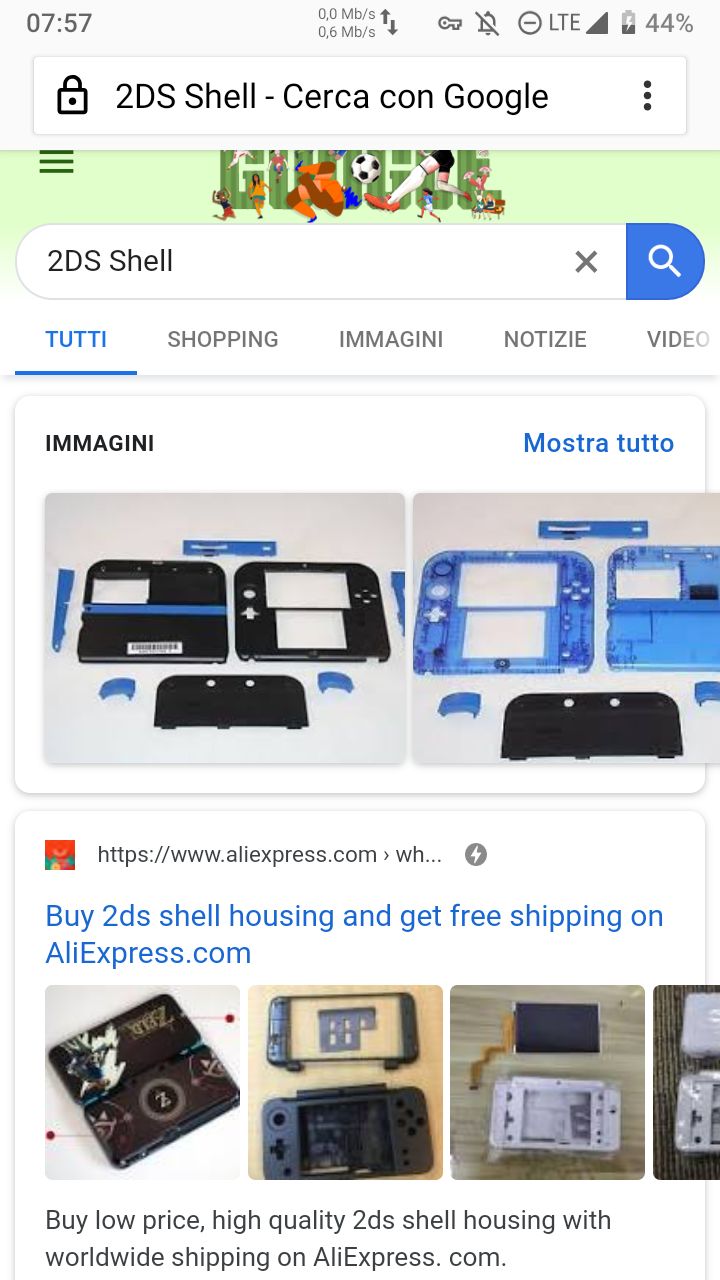 07:57
0,0 Mb/s
0,6 Mb/s
LTE
44%
2DS Shell - Cerca con Google
2DS Shell
TUTTI SHOPPING IMMAGINI NOTIZIE VIDEO
IMMAGINI
Mostra tutto
https://www.aliexpress.com › wh...
Buy 2ds shell housing and get free shipping on
AliExpress.com
Buy low price, high quality 2ds shell housing with
worldwide shipping on AliExpress. com.